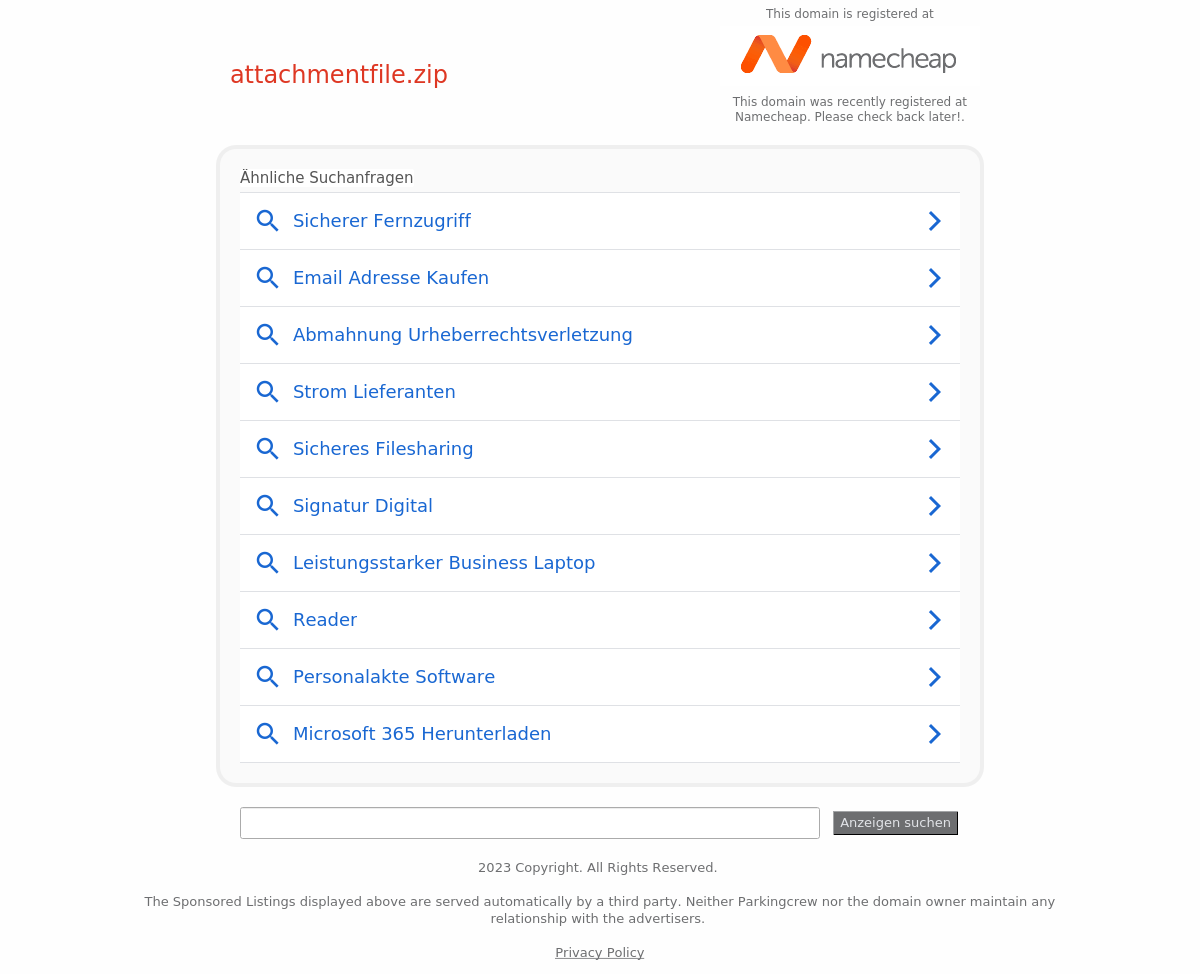 This domain is registered at
namecheap
attachmentfile.zip
This domain was recently registered at
Namecheap. Please check back later!.
Ähnliche Suchanfragen
Sicherer Fernzugriff
Email Adresse Kaufen
Abmahnung Urheberrechtsverletzung
Strom Lieferanten
Sicheres Filesharing
Signatur Digital
Leistungsstarker Business Laptop
Reader
Personalakte Software
Microsoft 365 Herunterladen
Anzeigen suchen
2023 Copyright. All Rights Reserved.
The Sponsored Listings displayed above are served automatically by a third party. Neither Parkingcrew nor the domain owner maintain any
relationship with the advertisers.
Privacy Policy